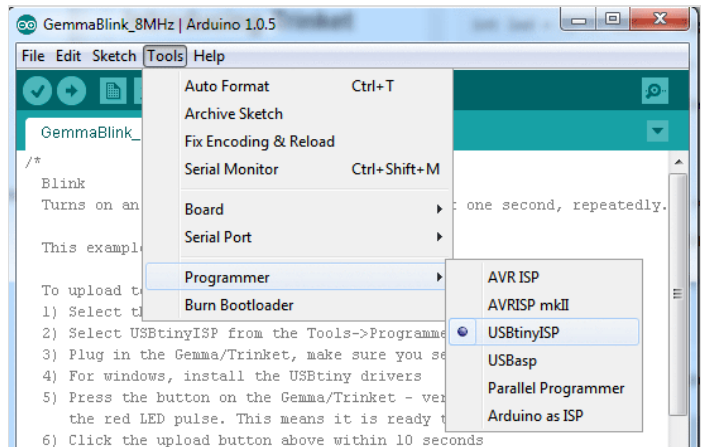 GemmaBlink_8MHz | Arduino 1.0.5
File Edit Sketch Tools Help
Auto Format Ctrl+T
Archive Sketch
Fix Encoding & Reload
Serial Monitor Ctrl+Shift+M
Board
Serial Port
Programmer
Burn Bootloader
AVR ISP
AVRISP mkII
USBtinyISP
USBasp
Parallel Programmer
Arduino as ISP
GemmaBlink_
/*
Blink
Turns on an : one second, repeatedly.
This exampl
To upload t
1) Select t
2) Select USBtinyISP from the Tools->Programme
3) Plug in the Gemma/Trinket, make sure you se
4) For windows, install the USBtiny drivers
5) Press the button on the Gemma/Trinket - ver
the red LED pulse. This means it is ready t
6) Click the upload button above within 10 seconds